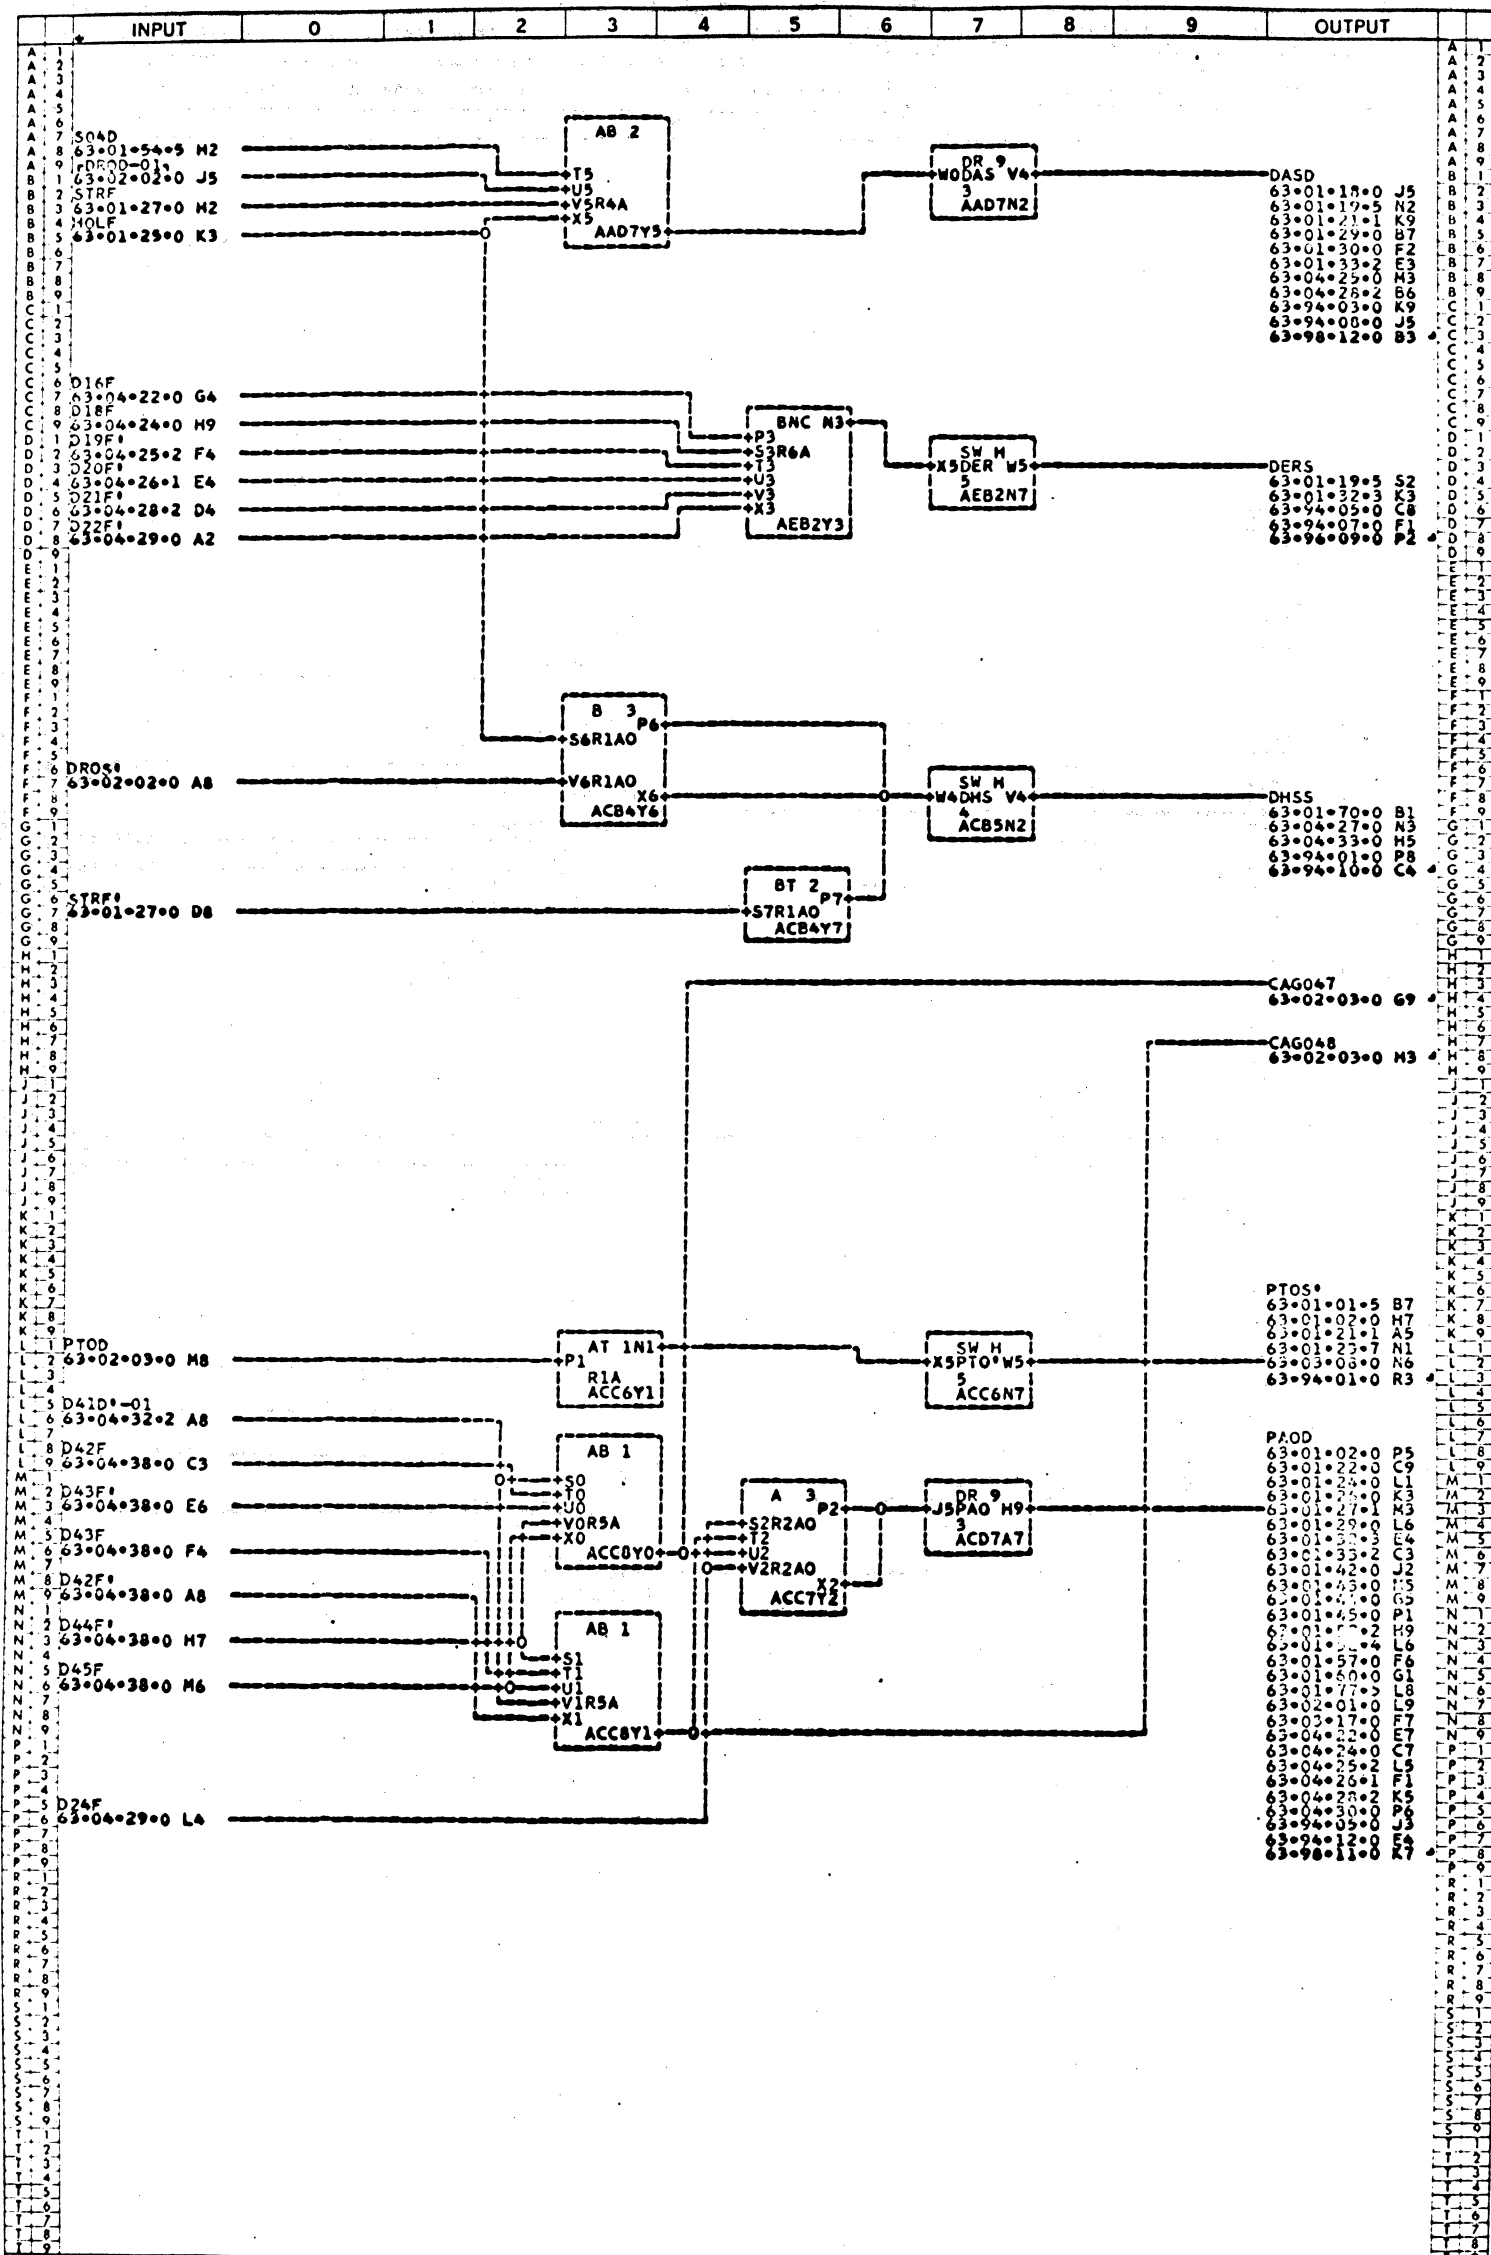 INPUT 0 1 2 3 4 5 6 7 8 9 OUTPUT
S04D
63•01•54•5 H2
63•02•02•0 J5
STRF
63•01•27•0 H2
HOLF
63•01•25•0 K3
AB 2
T5
U5
V5R4A
X5
AAD7Y5
DR 9
W0DAS V4
3
AAD7N2
DASD
63•01•18•0 J5
63•01•19•5 N2
63•01•21•1 K9
63•01•29•0 B7
63•01•30•0 F2
63•01•33•2 E3
63•04•25•0 M3
63•04•28•2 B6
63•94•03•0 K9
63•94•08•0 J5
63•98•12•0 B3
D16F
63•04•22•0 G4
D18F
63•04•24•0 H9
D19F'
63•04•25•2 F4
D20F'
63•04•26•1 E4
D21F'
63•04•28•2 D4
D22F'
63•04•29•0 A2
BNC N3
P3
S3R6A
T3
U3
V3
X3
AEB2Y3
SW H
X5DER W5
5
AEB2N7
DERS
63•01•19•5 S2
63•01•32•3 K3
63•94•05•0 C8
63•94•07•0 F1
63•96•09•0 P2
B 3
P6
S6R1AO
V6R1AO
X6
ACB4Y6
DROS'
63•02•02•0 A8
SW H
W4DHS V4
4
ACB5N2
DHSS
63•01•70•0 B1
63•04•27•0 N3
63•04•33•0 H5
63•94•01•0 P8
63•94•10•0 C4
STRF'
63•01•27•0 D8
BT 2
P7
S7R1AO
ACB4Y7
CAG047
63•02•03•0 G9
CAG048
63•02•03•0 M3
PTOD
63•02•03•0 M8
AT 1N1
P1
R1A
ACC6Y1
SW H
X5PTO'W5
5
ACC6N7
PTOS'
63•01•01•5 B7
63•01•02•0 H7
63•01•21•1 A5
63•01•23•7 N1
63•03•08•0 N6
63•94•01•0 R3
D41D'-01
63•04•32•2 A8
D42F
63•04•38•0 C3
D43F'
63•04•38•0 E6
D43F
63•04•38•0 F4
D42F'
63•04•38•0 A8
D44F'
63•04•38•0 H7
D45F
63•04•38•0 M6
D24F
63•04•29•0 L4
AB 1
S0
T0
U0
V0R5A
X0
ACC8Y0
AB 1
S1
T1
U1
V1R5A
X1
ACC8Y1
A 3
P2
S2R2AO
T2
U2
V2R2AO
X2
ACC7Y2
DR 9
J5PAO H9
3
ACD7A7
PAOD
63•01•02•0 P5
63•01•22•0 C9
63•01•24•0 L1
63•01•27•1 M3
63•01•29•0 L6
63•01•33•2 C3
63•01•42•0 J2
63•01•45•0 P1
63•01•57•0 F6
63•01•60•0 G1
63•01•77•5 L8
63•02•01•0 L9
63•03•17•0 F7
63•04•22•0 E7
63•04•24•0 C7
63•04•25•2 L5
63•04•26•1 F1
63•04•28•2 K5
63•04•30•0 P6
63•94•05•0 J3
63•94•12•0 E4
63•98•11•0 K7